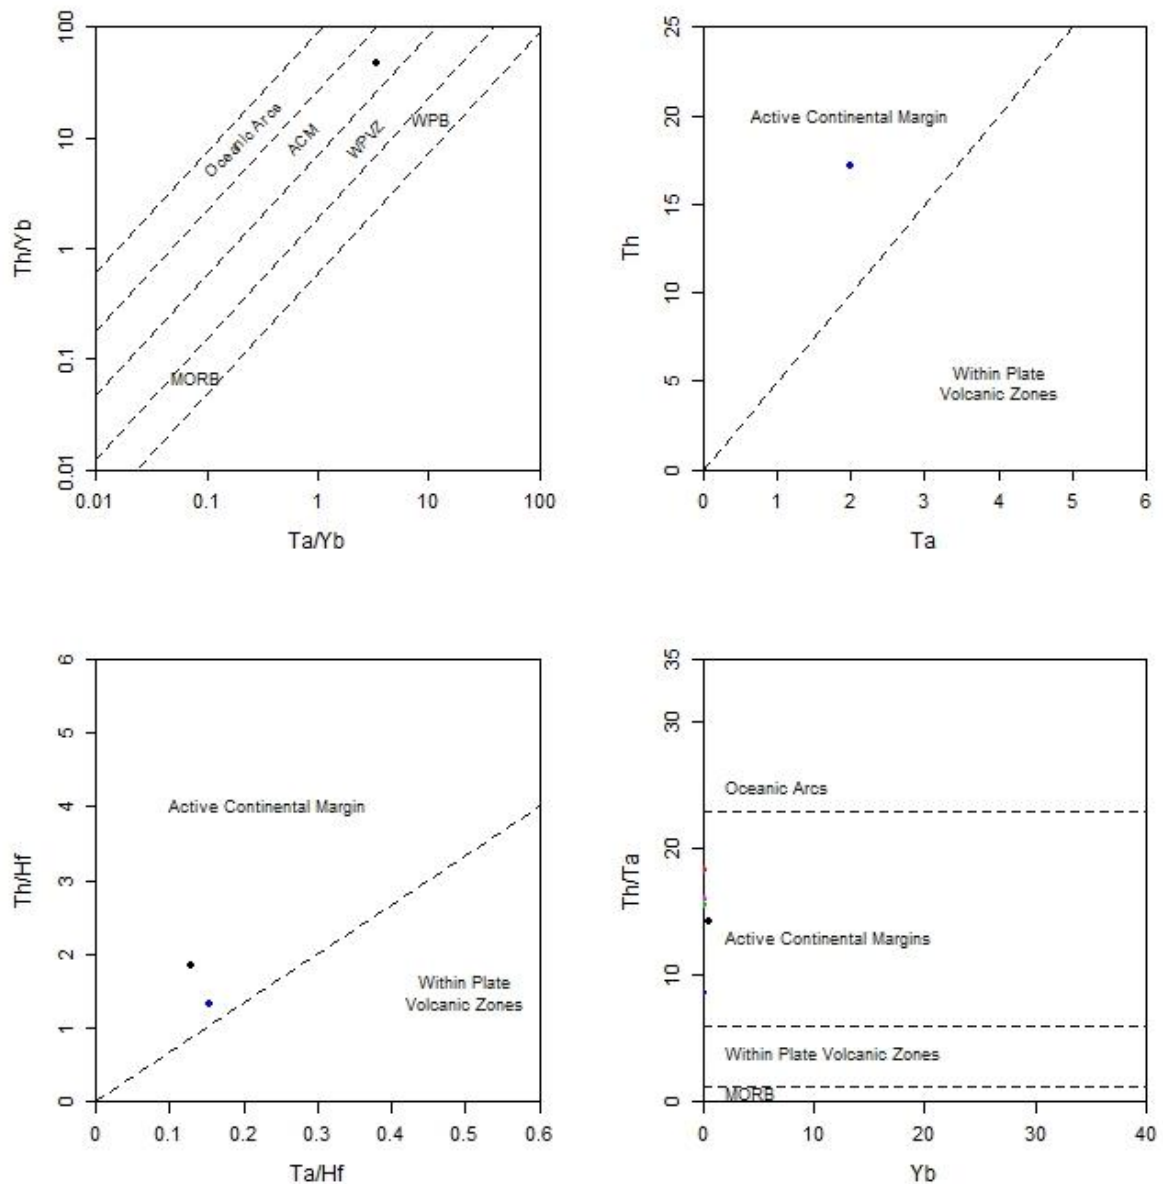 100
10
1
0.1
0.01
Th/Yb
Oceanic Arcs
ACM
WPVZ
WPB
MORB
0.01 0.1 1 10 100
Ta/Yb
25
20
15
10
5
0
Th
Active Continental Margin
Within Plate
Volcanic Zones
0 1 2 3 4 5 6
Ta
6
5
4
3
2
1
0
Th/Hf
Active Continental Margin
Within Plate
Volcanic Zones
0 0.1 0.2 0.3 0.4 0.5 0.6
Ta/Hf
35
30
20
10
0
Th/Ta
Oceanic Arcs
Active Continental Margins
Within Plate Volcanic Zones
MORB
0 10 20 30 40
Yb